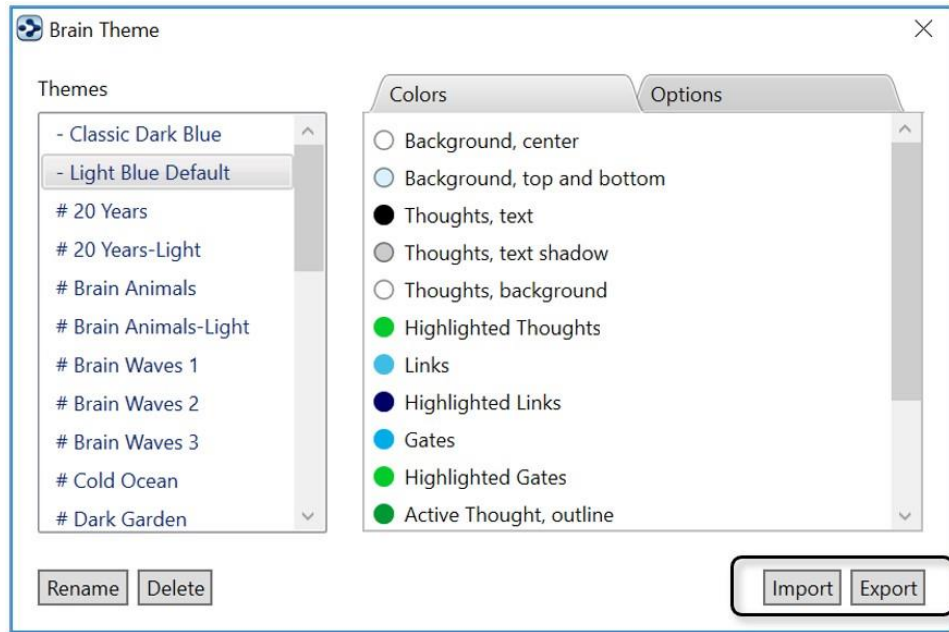 Brain Theme
Themes
- Classic Dark Blue
- Light Blue Default
# 20 Years
# 20 Years-Light
# Brain Animals
# Brain Animals-Light
# Brain Waves 1
# Brain Waves 2
# Brain Waves 3
# Cold Ocean
# Dark Garden
Rename Delete
Colors Options
Background, center
Background, top and bottom
Thoughts, text
Thoughts, text shadow
Thoughts, background
Highlighted Thoughts
Links
Highlighted Links
Gates
Highlighted Gates
Active Thought, outline
Import Export